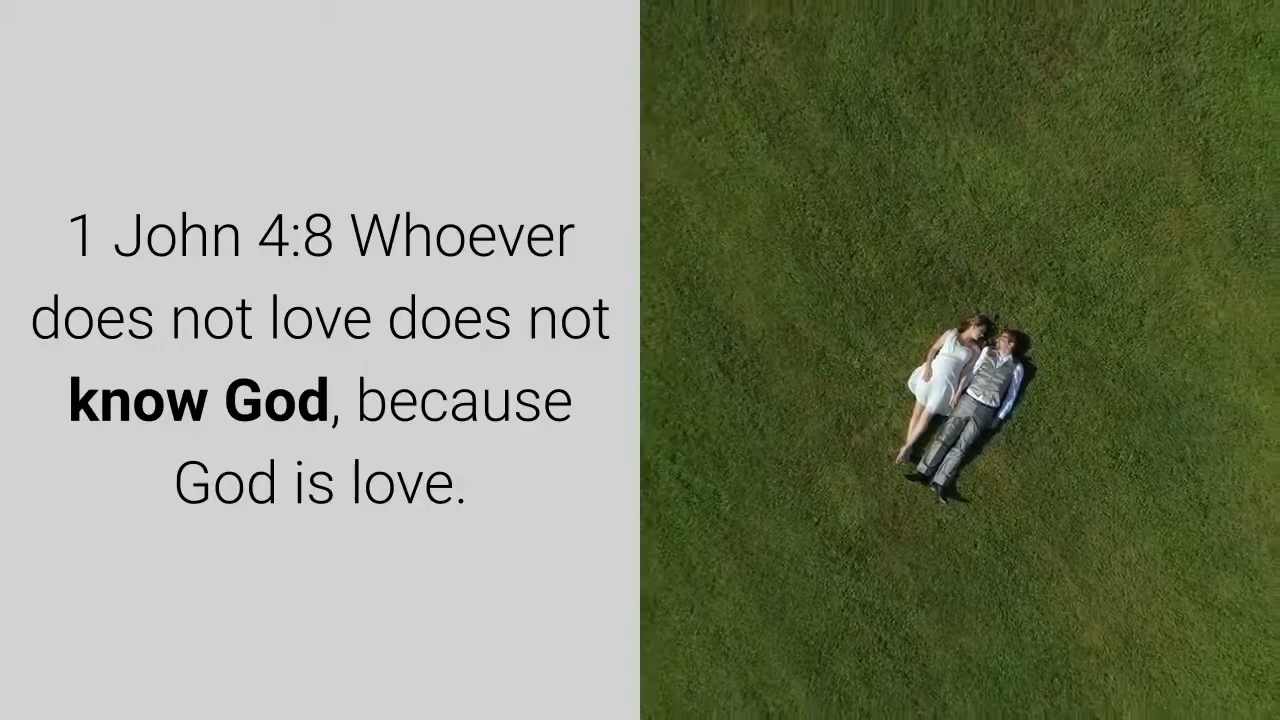 1 John 4:8 Whoever
does not love does not
know God, because
God is love.